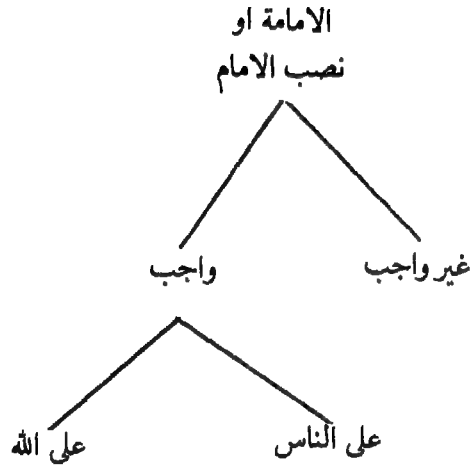 الامامة او
نصب الامام
غير واجب
واجب
على الناس
على الله